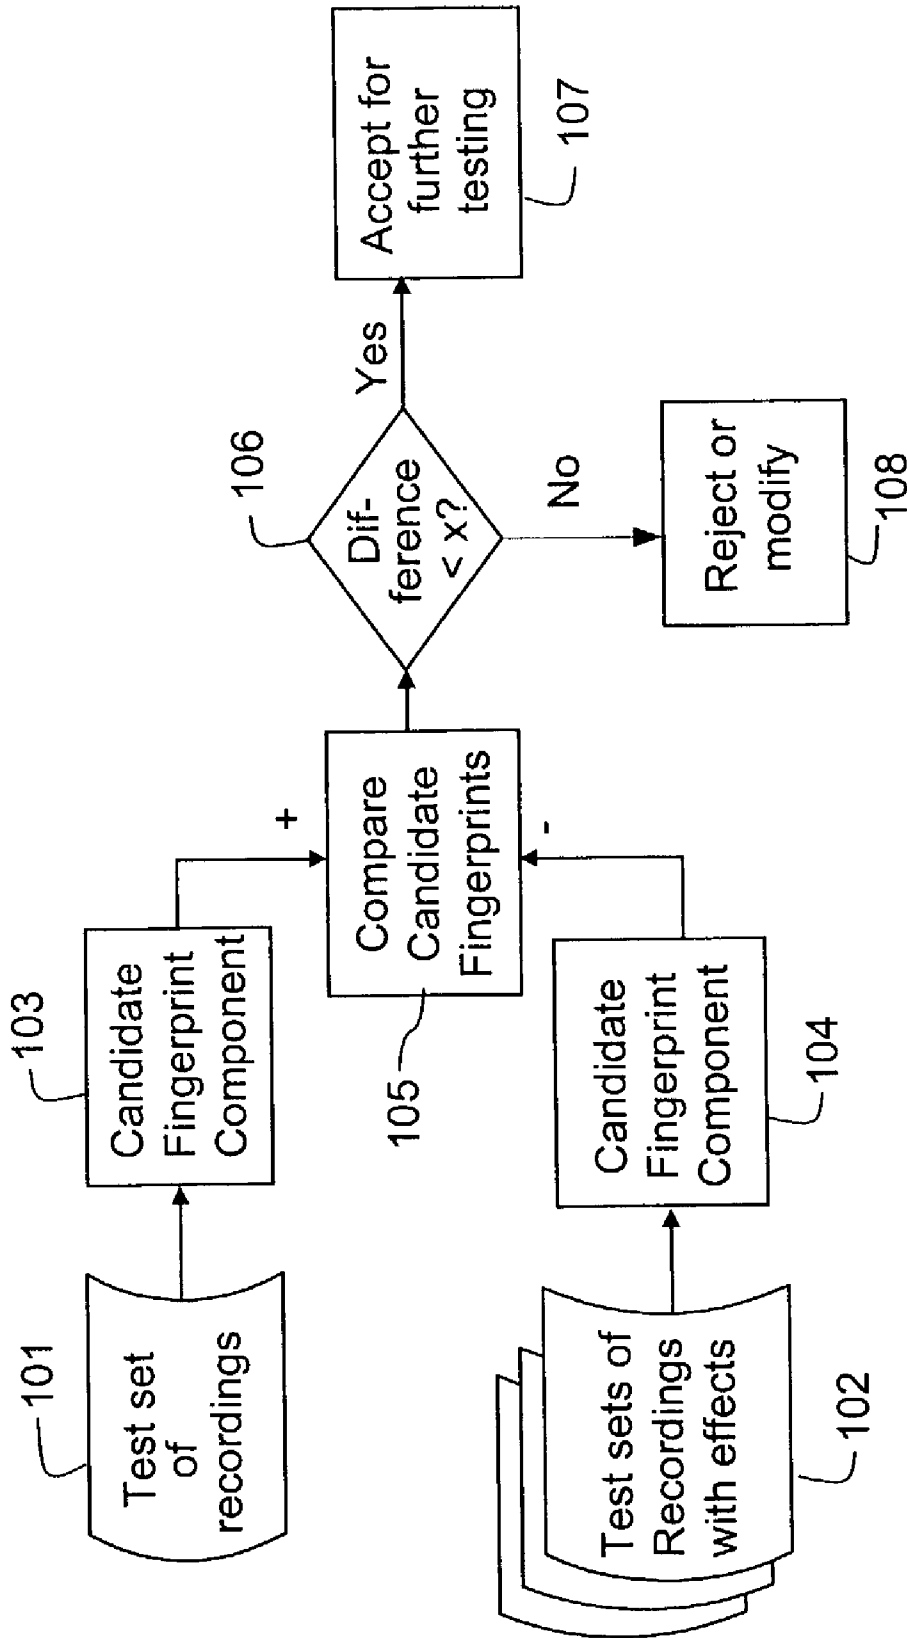 101
Test set
of
recordings
103
Candidate
Fingerprint
Component
+
102
Test sets of
Recordings
with effects
104
Candidate
Fingerprint
Component
-
105
Compare
Candidate
Fingerprints
106
Dif-
ference
< x?
Yes
No
107
Accept for
further
testing
108
Reject or
modify